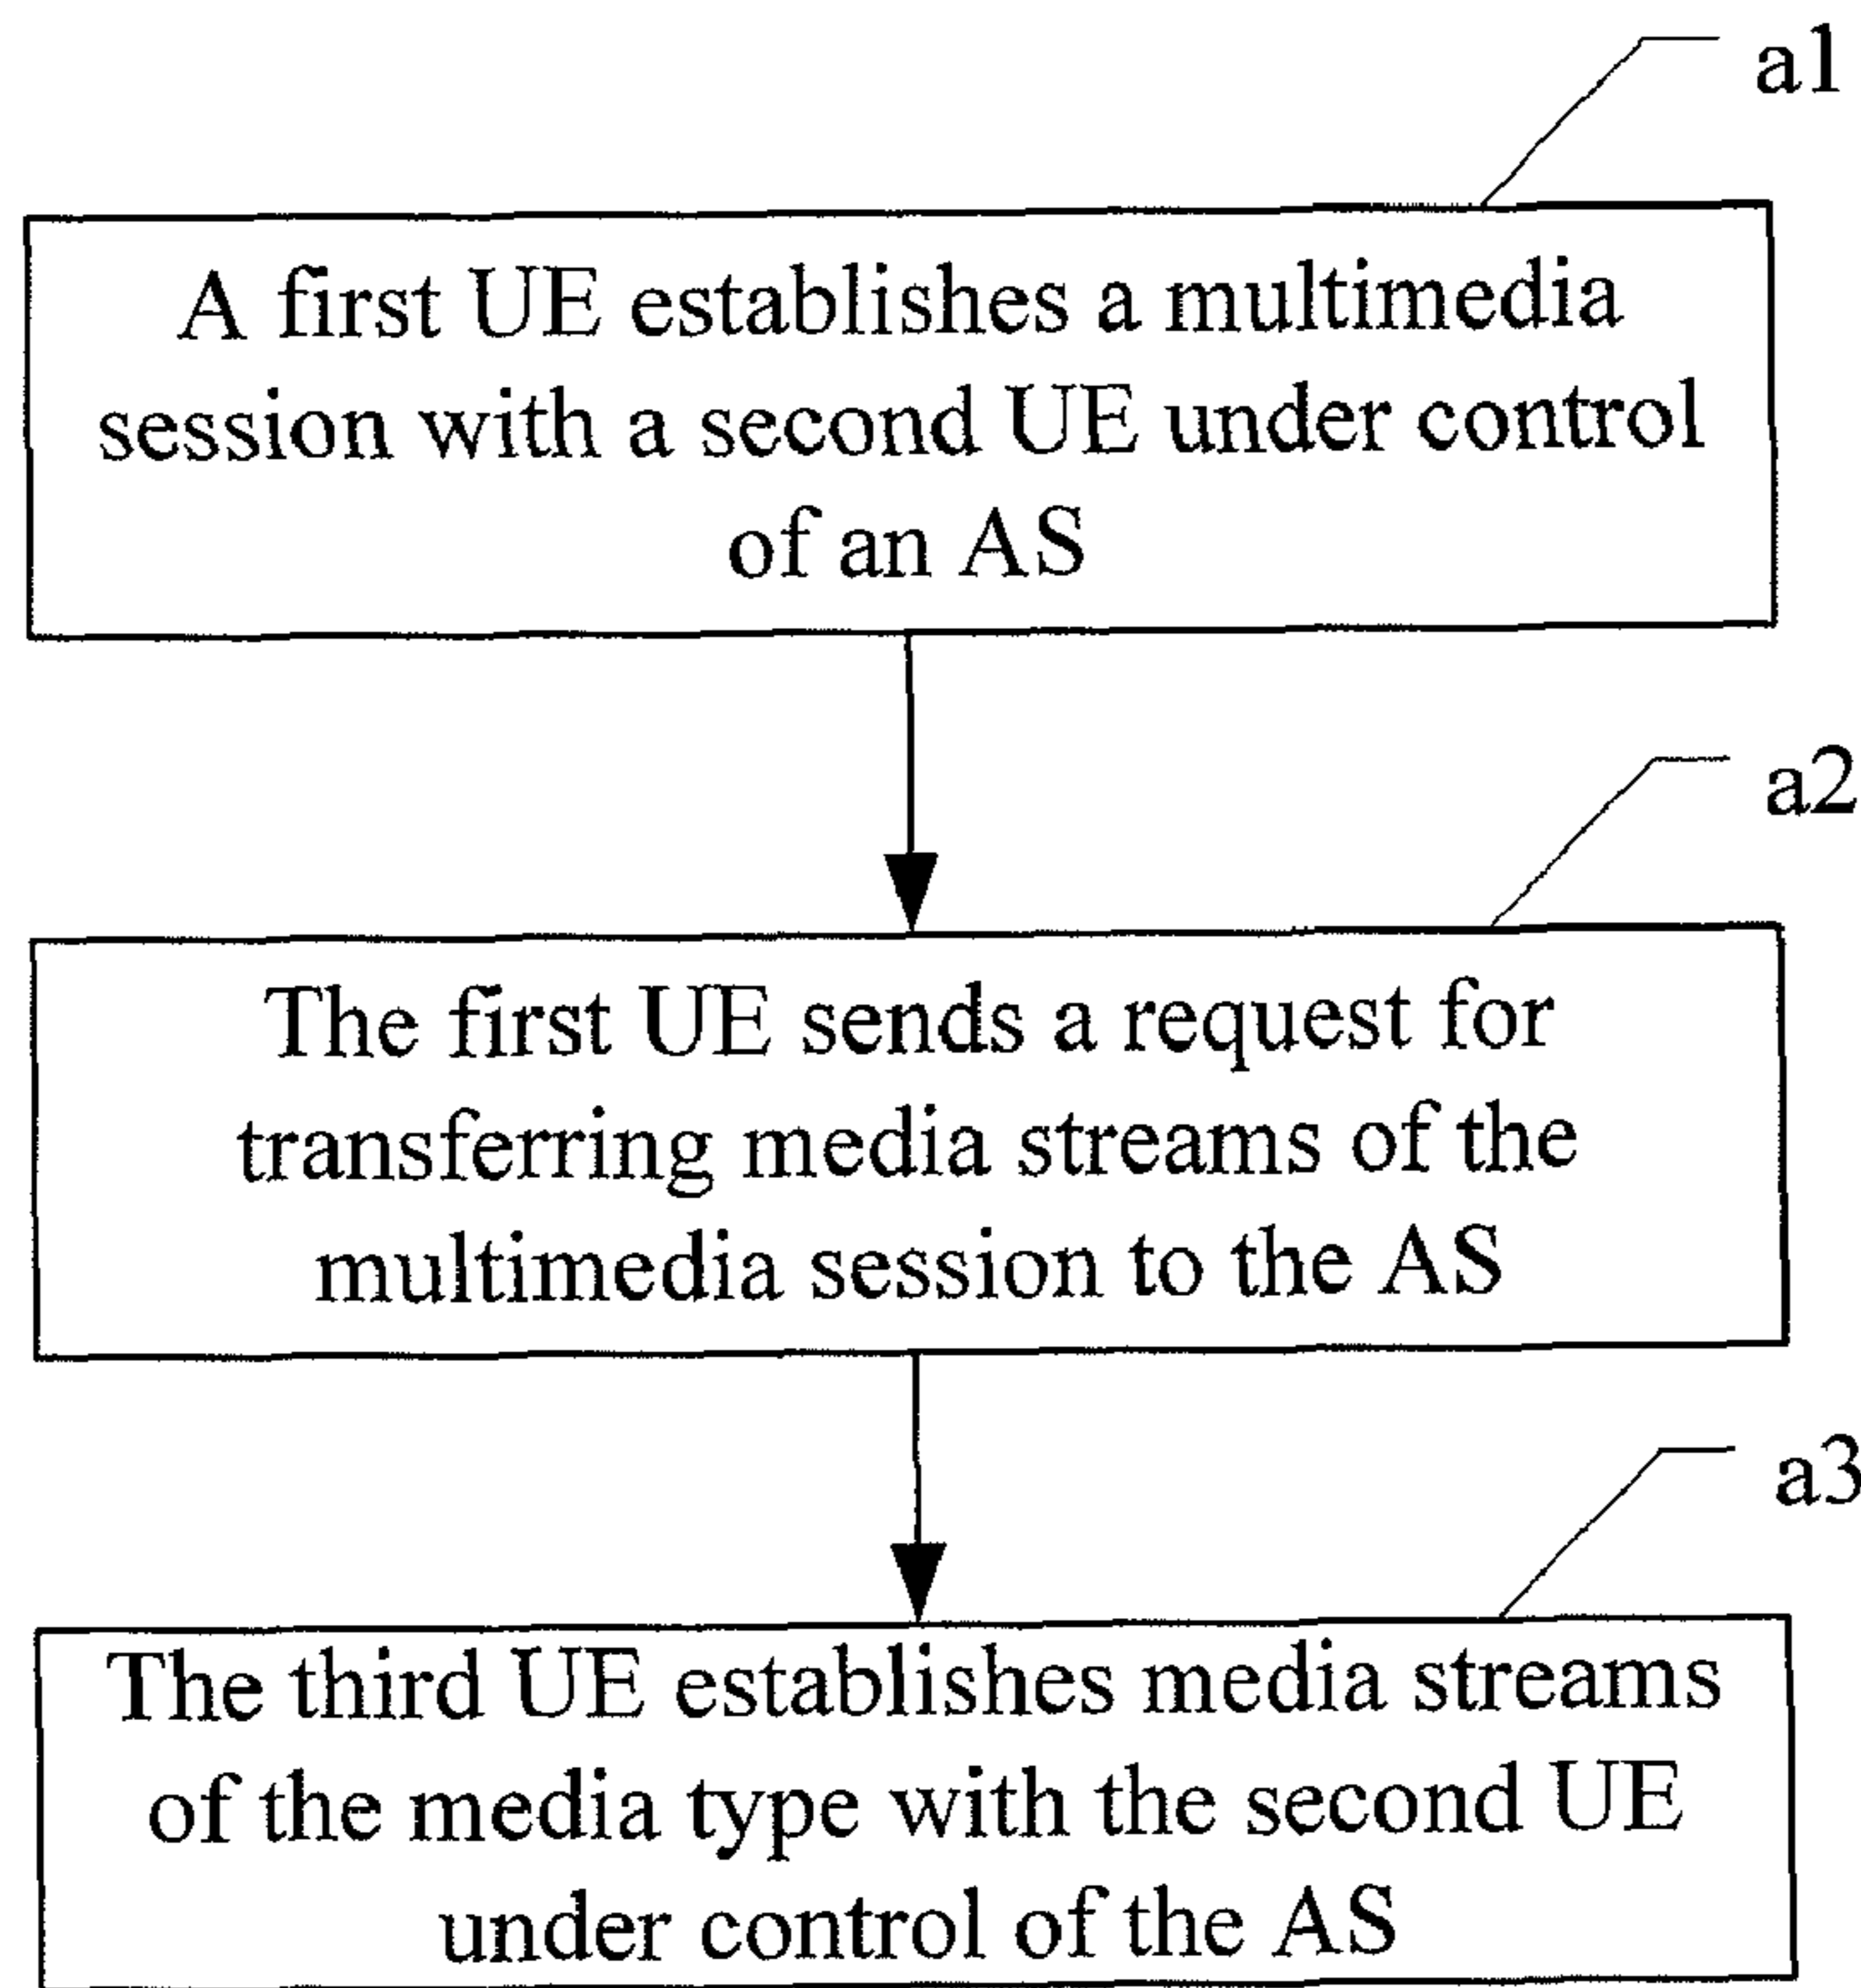 a1
A first UE establishes a multimedia
session with a second UE under control
of an AS
a2
The first UE sends a request for
transferring media streams of the
multimedia session to the AS
a3
The third UE establishes media streams
of the media type with the second UE
under control of the AS